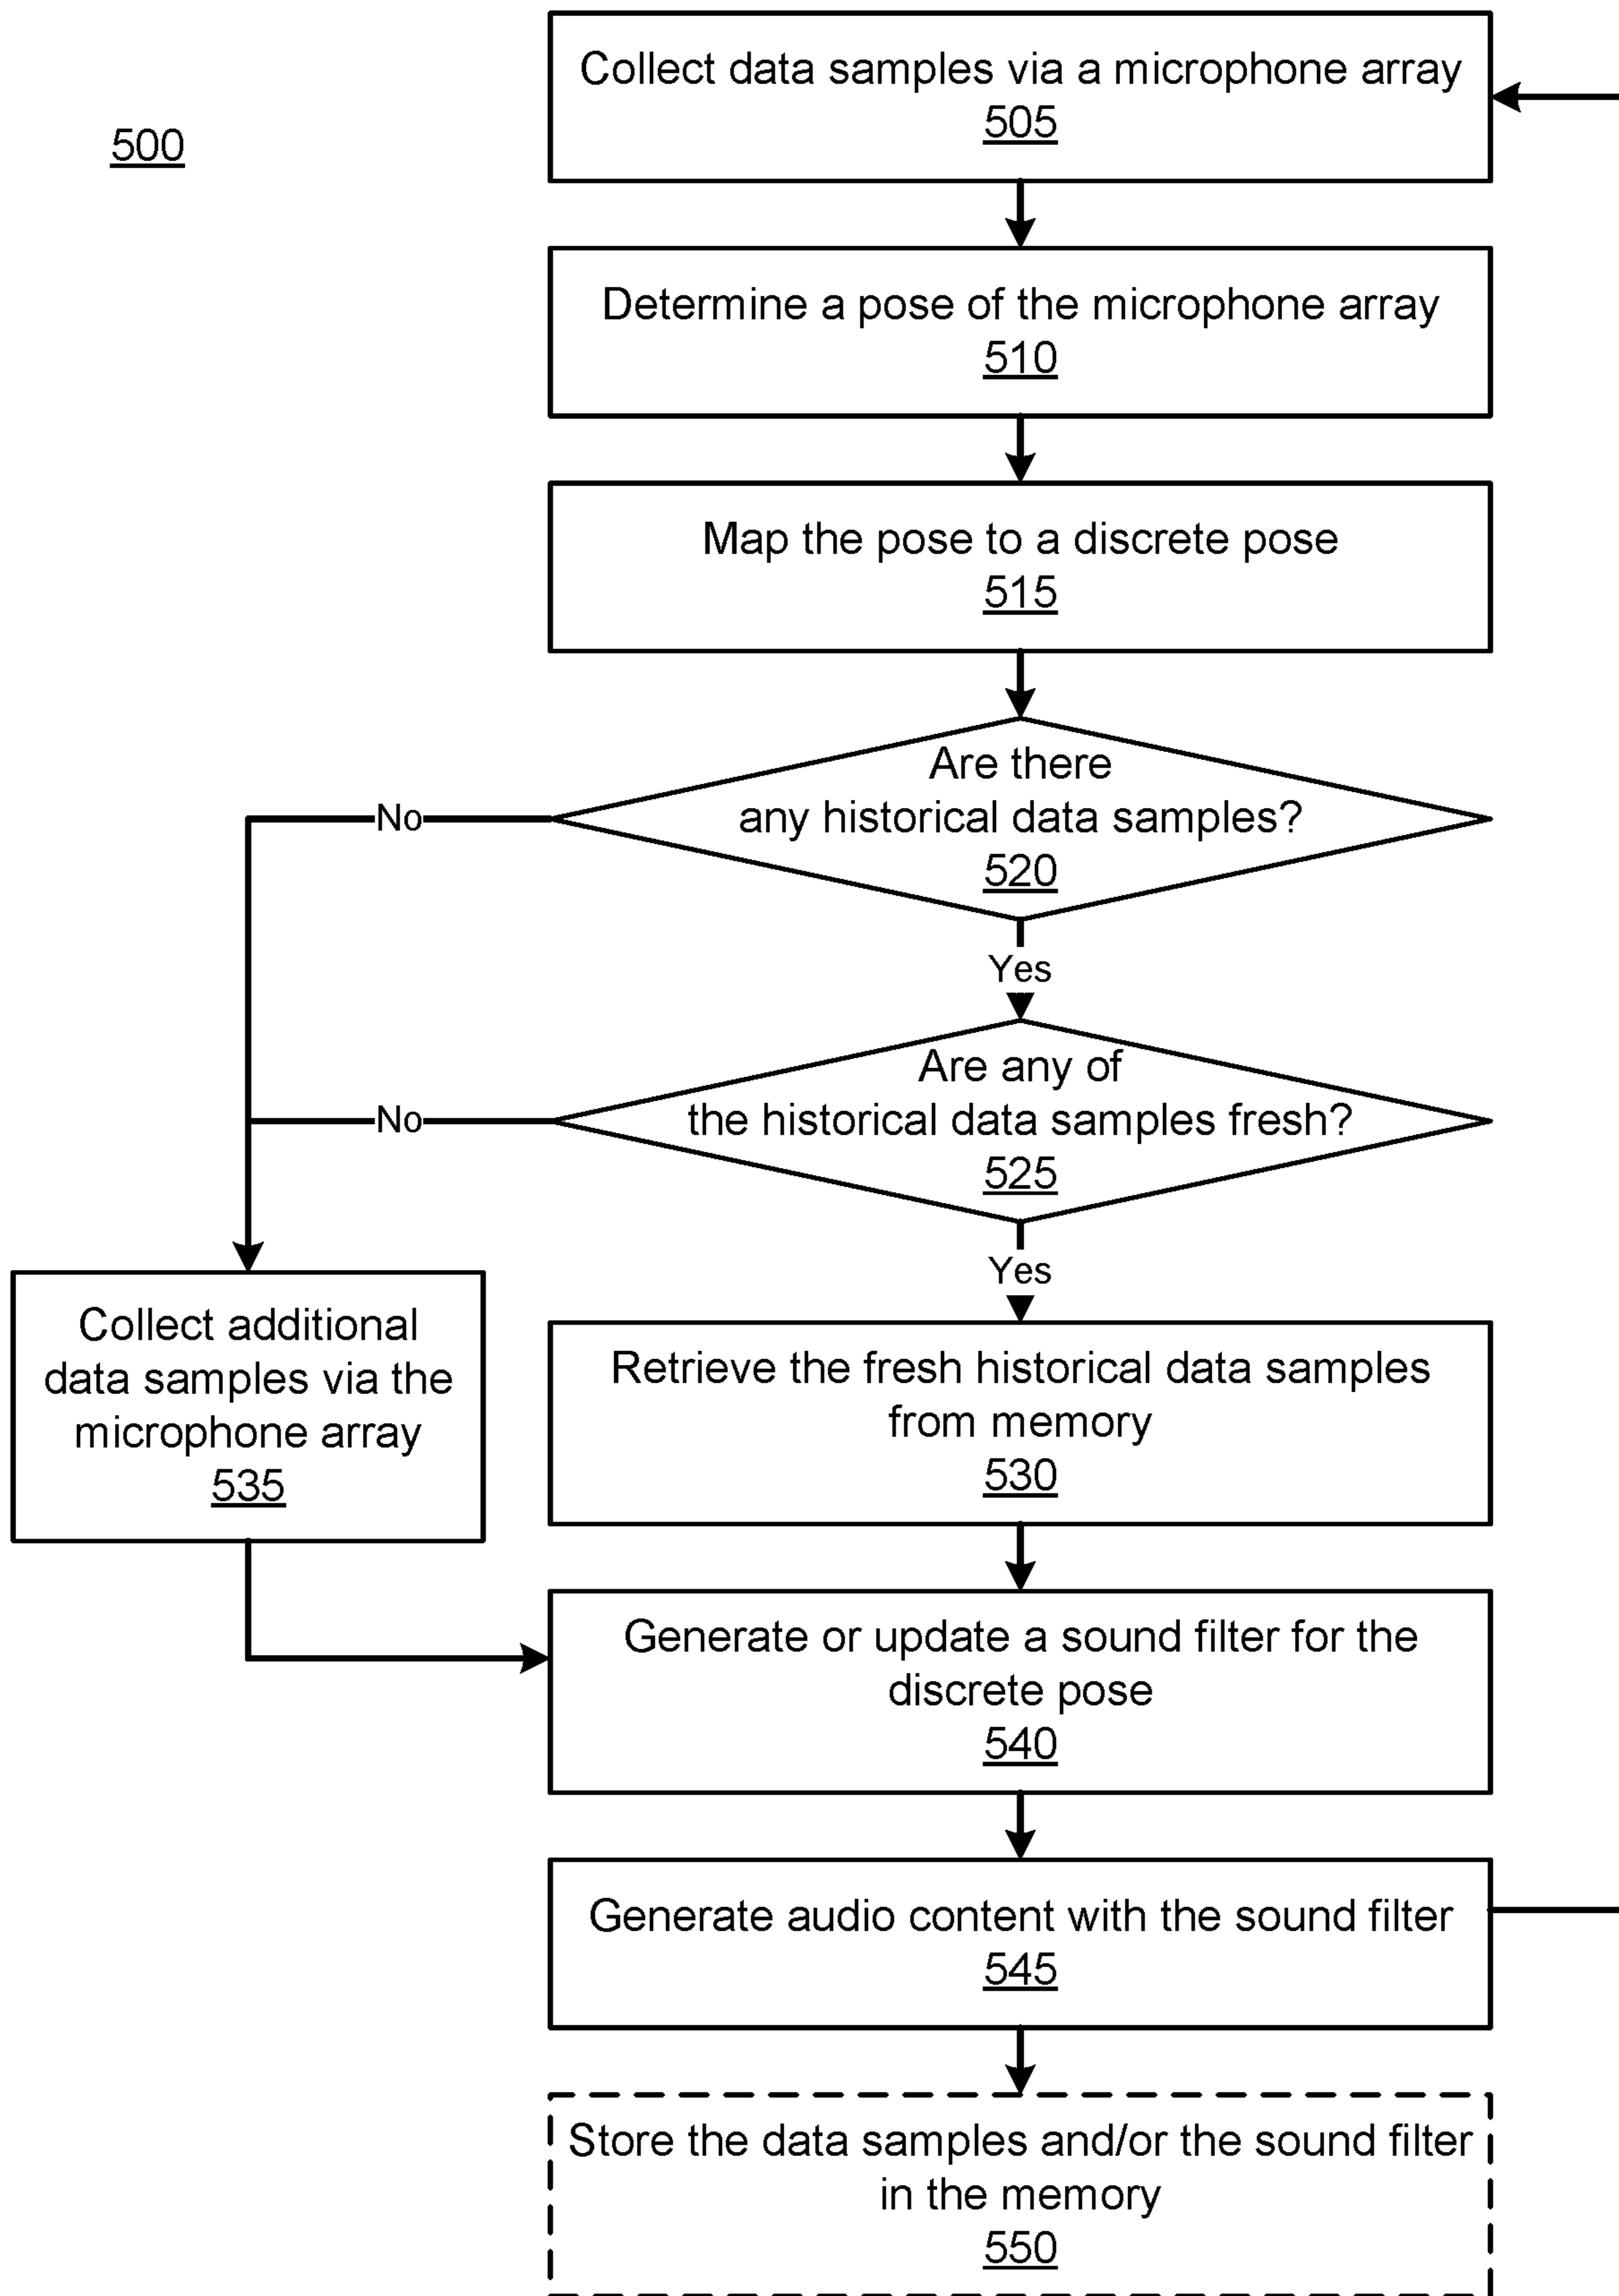 500
Collect data samples via a microphone array
505
Determine a pose of the microphone array
510
Map the pose to a discrete pose
515
Are there
any historical data samples?
520
No
Yes
Are any of
the historical data samples fresh?
525
No
Yes
Collect additional
data samples via the
microphone array
535
Retrieve the fresh historical data samples
from memory
530
Generate or update a sound filter for the
discrete pose
540
Generate audio content with the sound filter
545
Store the data samples and/or the sound filter
in the memory
550